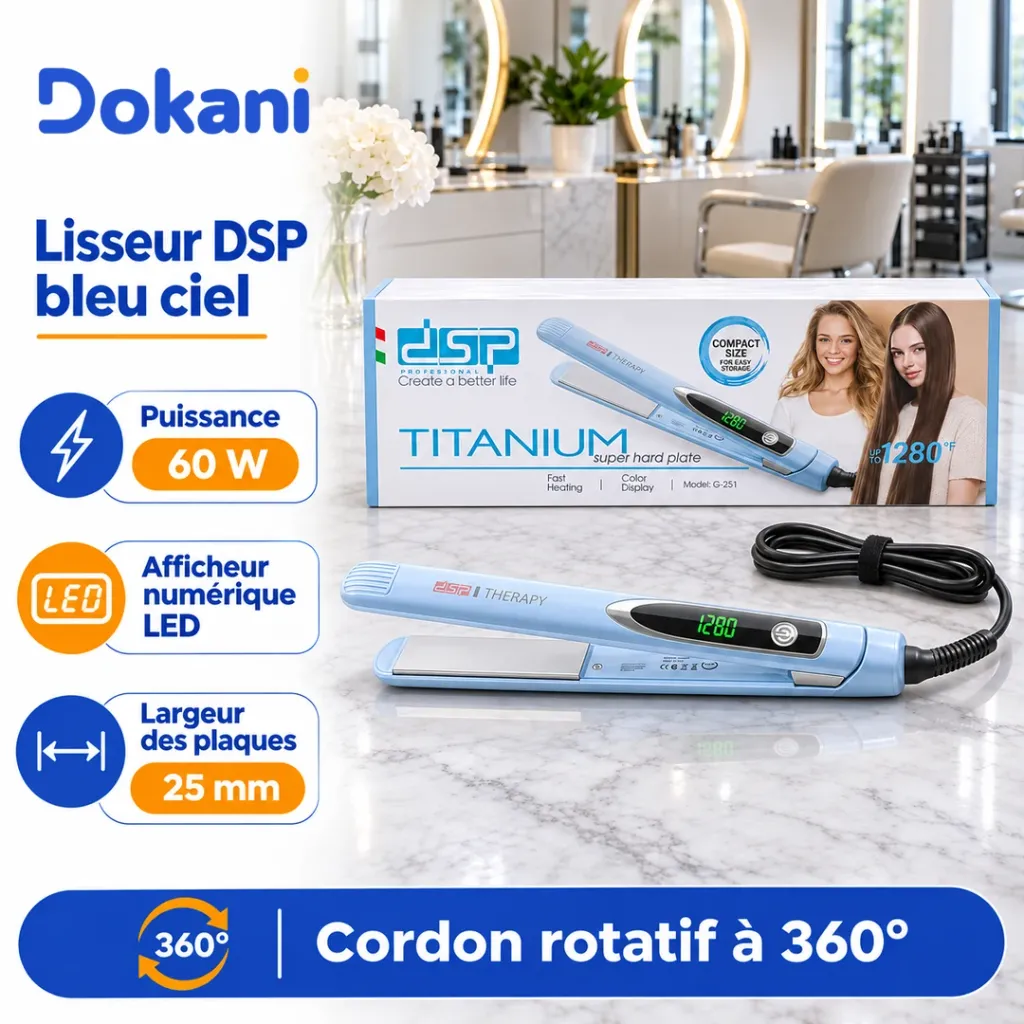 Dokani
Lisseur DSP
bleu ciel
Puissance
60 W
LED
Afficheur
numérique
LED
Largeur
des plaques
25 mm
dsp
PROFESIONAL
Create a better life
TITANIUM
super hard plate
Fast
Heating
Color
Display
Model: G-251
THERAPY
1280
COMPACT
SIZE
FOR EASY
STORAGE
UP
TO
1280°F
dsp THERAPY
1280
360°
Cordon rotatif à 360°